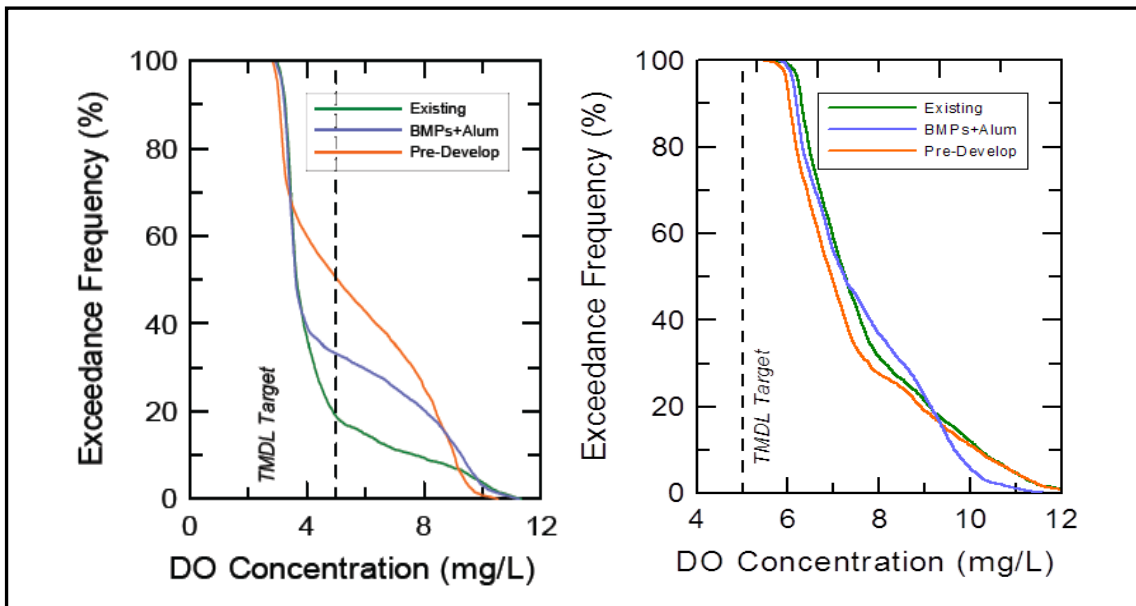 Exceedance Frequency (%)
100
80
60
40
20
0
Existing
BMPs+Alum
Pre-Develop
TMDL Target
0 4 8 12
DO Concentration (mg/L)
Exceedance Frequency (%)
100
80
60
40
20
0
Existing
BMPs+Alum
Pre-Develop
TMDL Target
4 6 8 10 12
DO Concentration (mg/L)